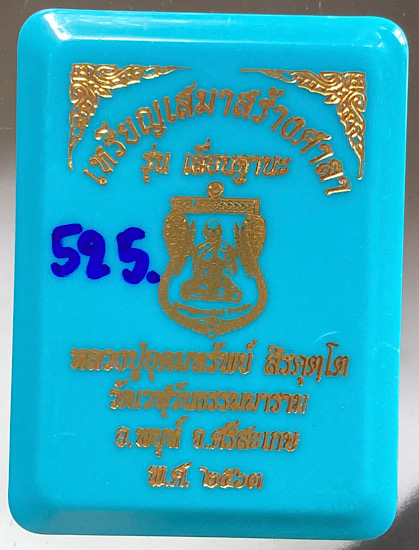 เหรียญเสมาสร้างศาลา
รุ่น เลื่อนฐานะ
525.
หลวงปู่อุดมทรัพย์ สิริคุตฺโต
วัดเวฬุวันธรรมมาราม
อ.พยุห์ จ.ศรีสะเกษ
พ.ศ. ๒๕๖๓